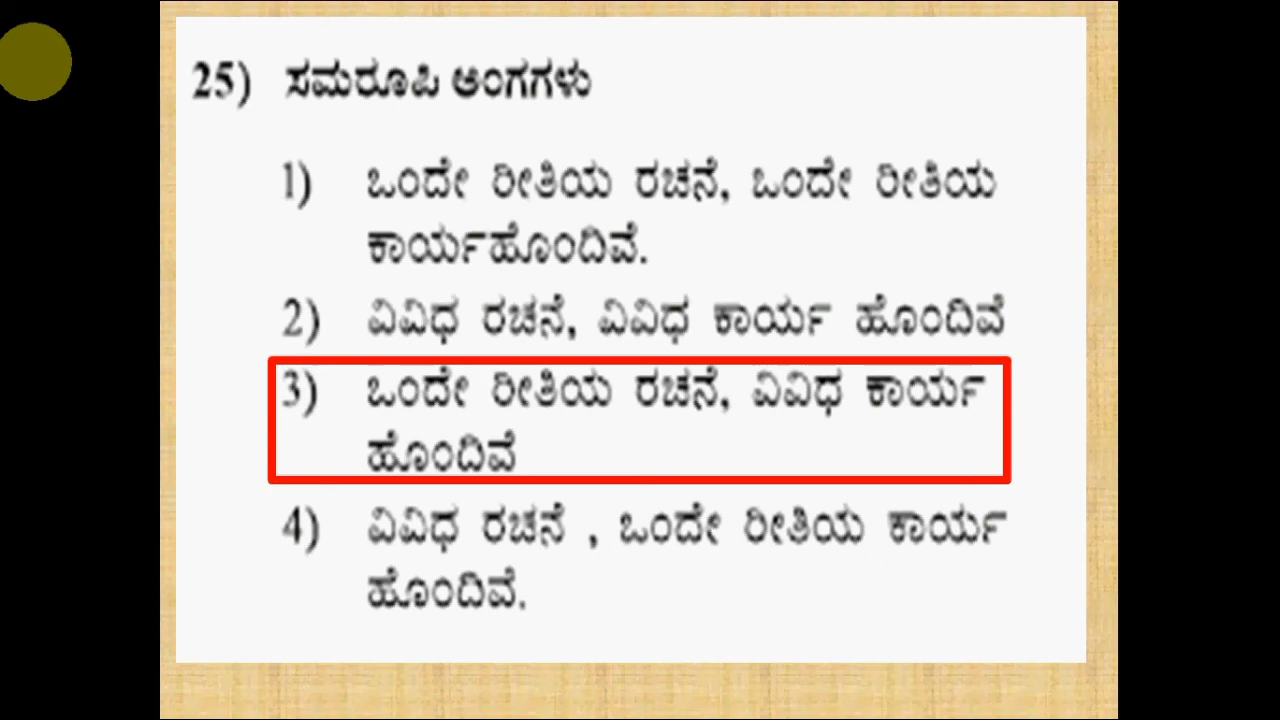 25) ಸಮರೂಪಿ ಅಂಗಗಳು
1) ಒಂದೇ ರೀತಿಯ ರಚನೆ, ಒಂದೇ ರೀತಿಯ
ಕಾರ್ಯಹೊಂದಿವೆ.
2) ವಿವಿಧ ರಚನೆ, ವಿವಿಧ ಕಾರ್ಯ ಹೊಂದಿವೆ
3) ಒಂದೇ ರೀತಿಯ ರಚನೆ, ವಿವಿಧ ಕಾರ್ಯ
ಹೊಂದಿವೆ
4) ವಿವಿಧ ರಚನೆ , ಒಂದೇ ರೀತಿಯ ಕಾರ್ಯ
ಹೊಂದಿವೆ.